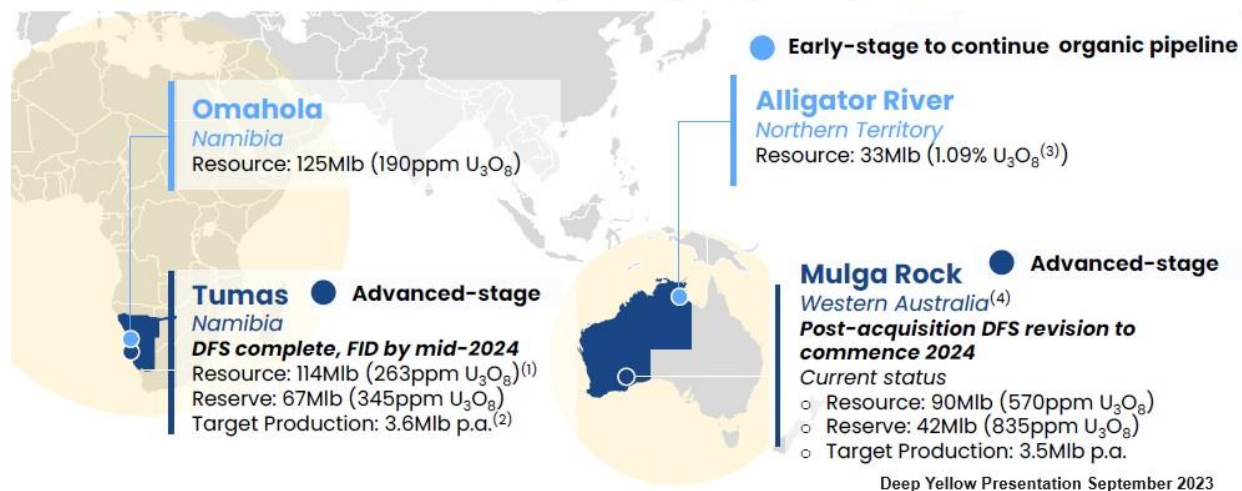 Early-stage to continue organic pipeline
Omahola
Namibia
Resource: 125Mlb (190ppm U₃O₈)
Alligator River
Northern Territory
Resource: 33Mlb (1.09% U₃O₈⁽³⁾)
Tumas
Advanced-stage
Namibia
DFS complete, FID by mid-2024
Resource: 114Mlb (263ppm U₃O₈)⁽¹⁾
Reserve: 67Mlb (345ppm U₃O₈)
Target Production: 3.6Mlb p.a.⁽²⁾
Mulga Rock
Advanced-stage
Western Australia⁽⁴⁾
Post-acquisition DFS revision to
commence 2024
Current status
○ Resource: 90Mlb (570ppm U₃O₈)
○ Reserve: 42Mlb (835ppm U₃O₈)
○ Target Production: 3.5Mlb p.a.
Deep Yellow Presentation September 2023